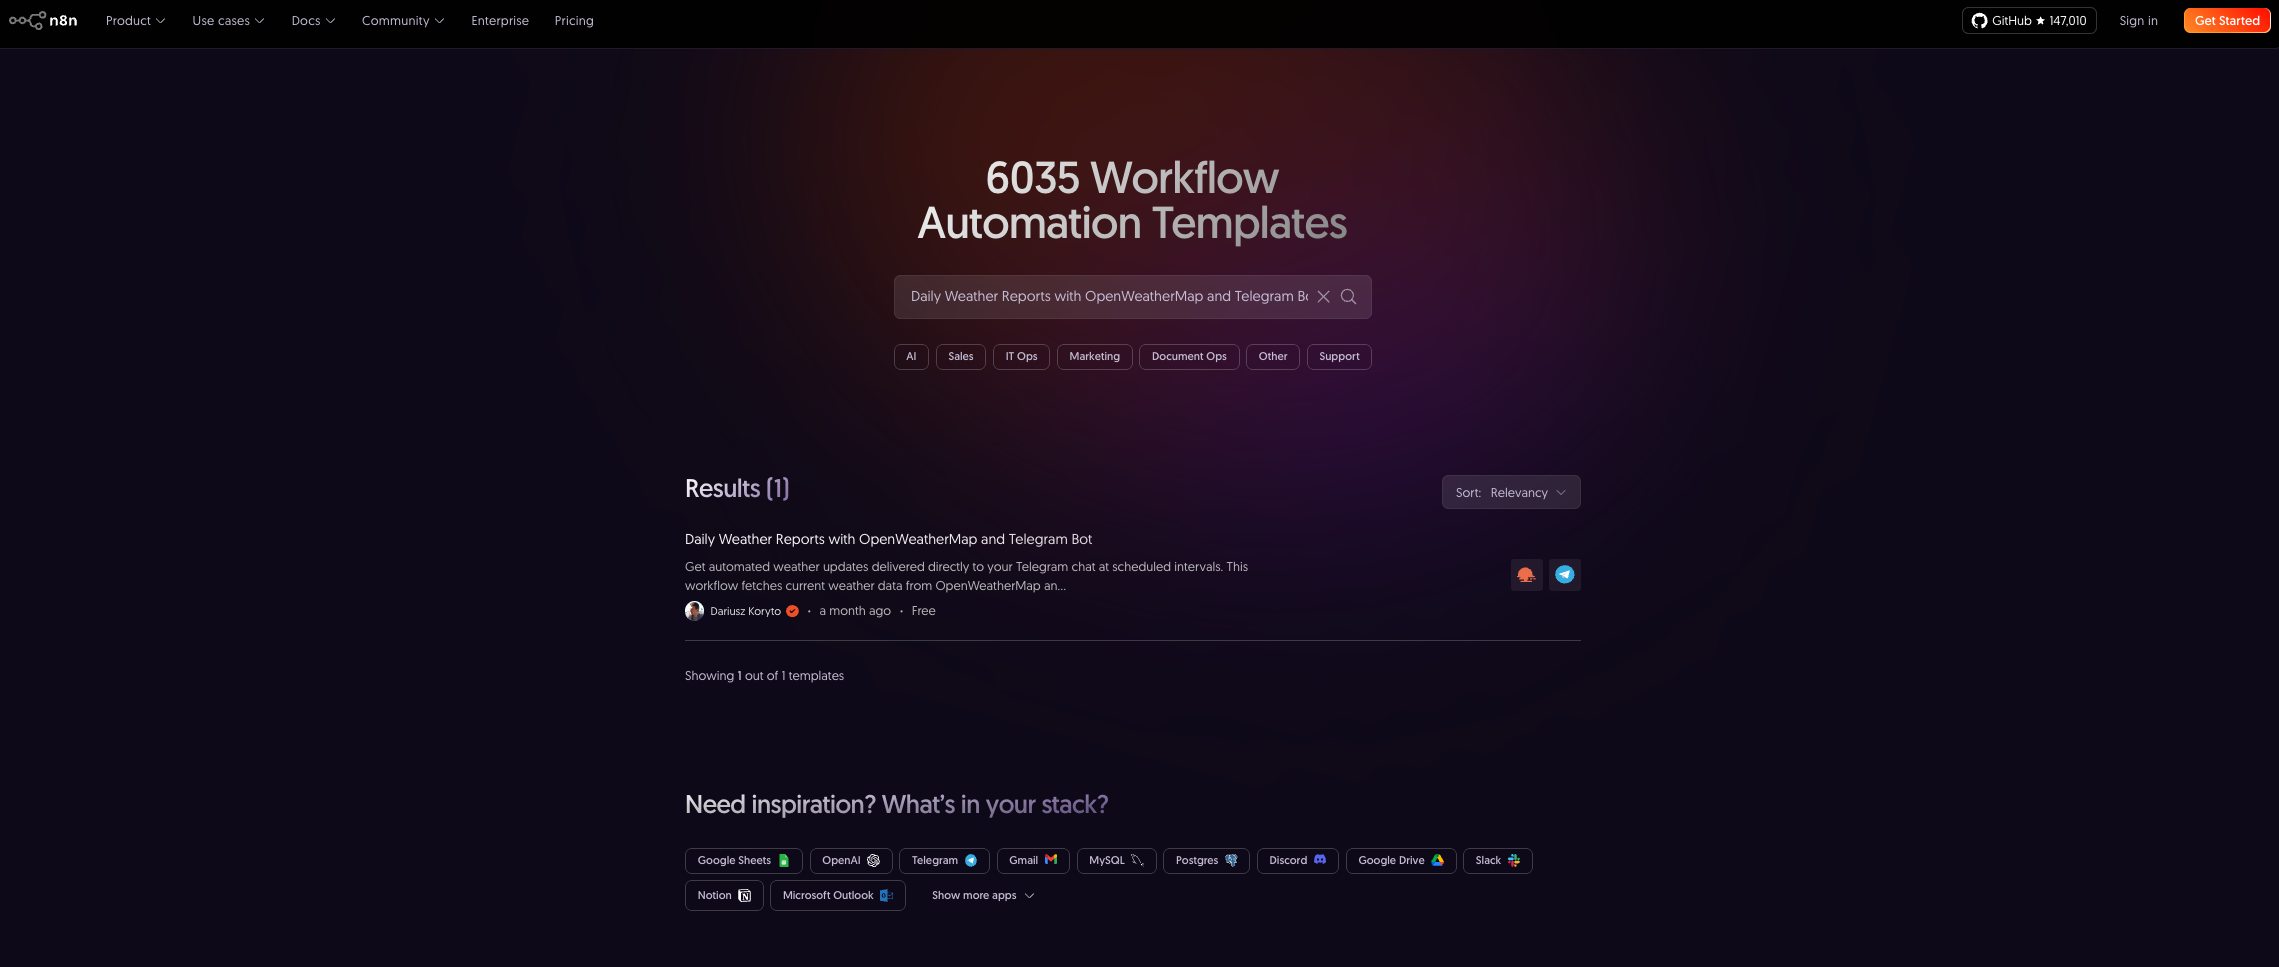 n8n Product Use cases Docs Community Enterprise Pricing GitHub ★ 147,010 Sign in Get Started
6035 Workflow
Automation Templates
Daily Weather Reports with OpenWeatherMap and Telegram
AI Sales IT Ops Marketing Document Ops Other Support
Results (1)
Sort: Relevancy
Daily Weather Reports with OpenWeatherMap and Telegram Bot
Get automated weather updates delivered directly to your Telegram chat at scheduled intervals. This
workflow fetches current weather data from OpenWeatherMap an...
Dariusz Koryto • a month ago • Free
Showing 1 out of 1 templates
Need inspiration? What's in your stack?
Google Sheets OpenAI Telegram Gmail MySQL Postgres Discord Google Drive Slack
Notion Microsoft Outlook Show more apps